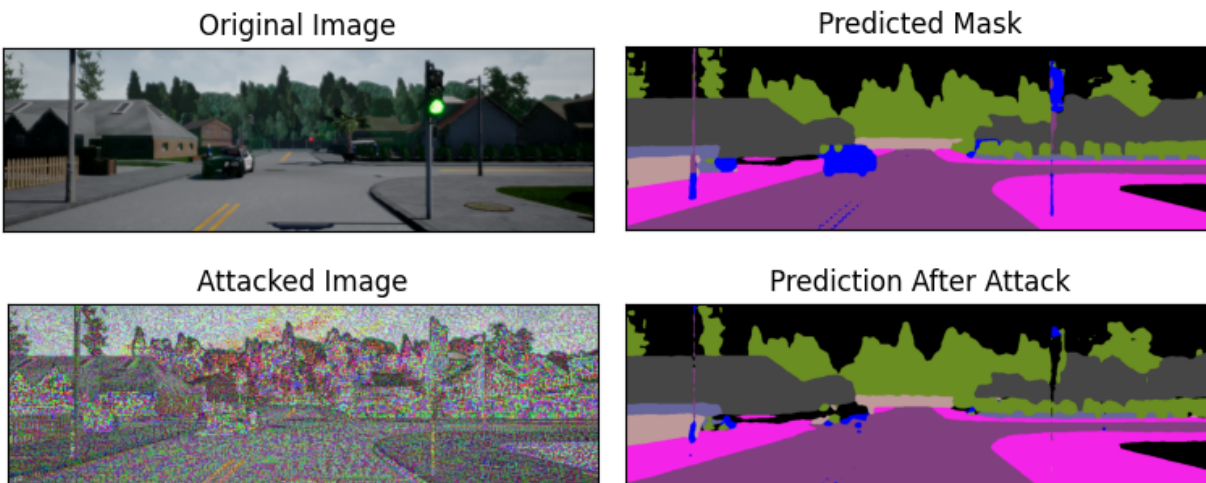 Original Image
Predicted Mask
Attacked Image
Prediction After Attack